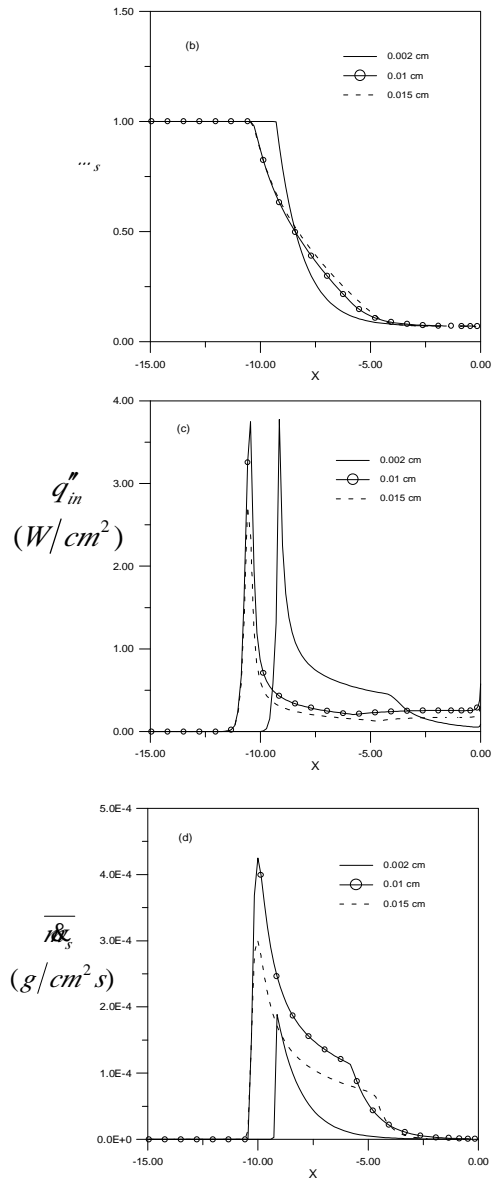 1.50
(b)
0.002 cm
0.01 cm
0.015 cm
1.00
... s
0.50
0.00
-15.00 -10.00 -5.00 0.00
X
4.00
(c)
0.002 cm
0.01 cm
0.015 cm
q″in
(W/cm²)
3.00
2.00
1.00
0.00
-15.00 -10.00 -5.00 0.00
X
5.0E-4
(d)
0.002 cm
0.01 cm
0.015 cm
4.0E-4
3.0E-4
s
(g/cm² s)
2.0E-4
1.0E-4
0.0E+0
-15.00 -10.00 -5.00 0.00
X